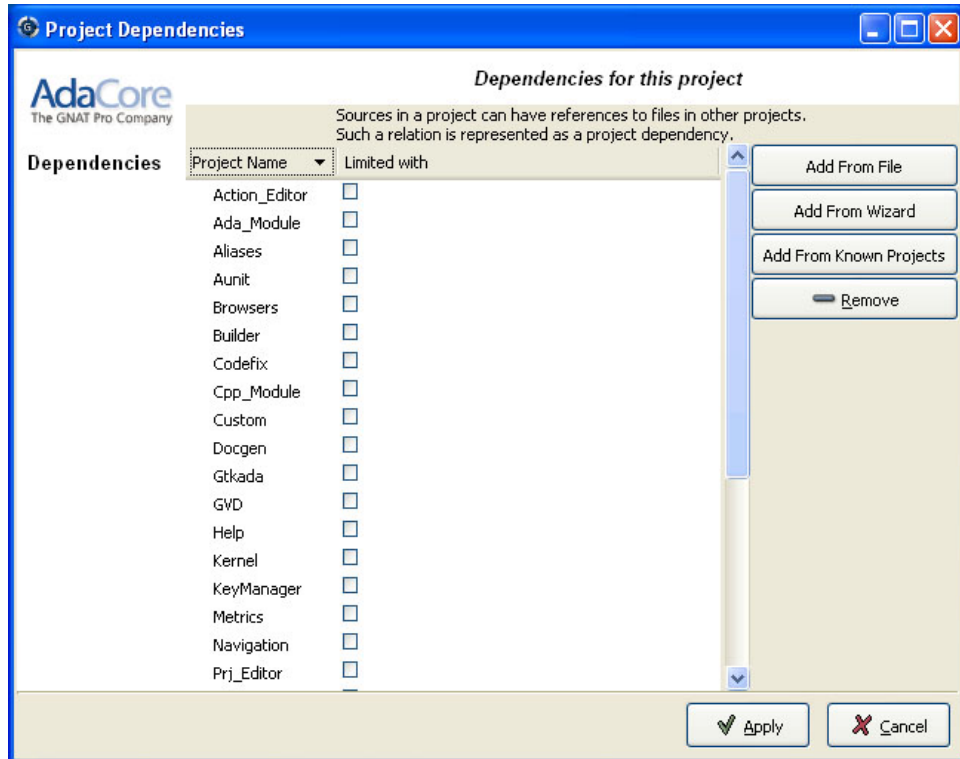 Project Dependencies
AdaCore
The GNAT Pro Company
Dependencies for this project
Sources in a project can have references to files in other projects.
Such a relation is represented as a project dependency.
Dependencies
Project Name Limited with
Action_Editor
Ada_Module
Aliases
Aunit
Browsers
Builder
Codefix
Cpp_Module
Custom
Docgen
Gtkada
GVD
Help
Kernel
KeyManager
Metrics
Navigation
Prj_Editor
Add From File
Add From Wizard
Add From Known Projects
Remove
Apply
Cancel